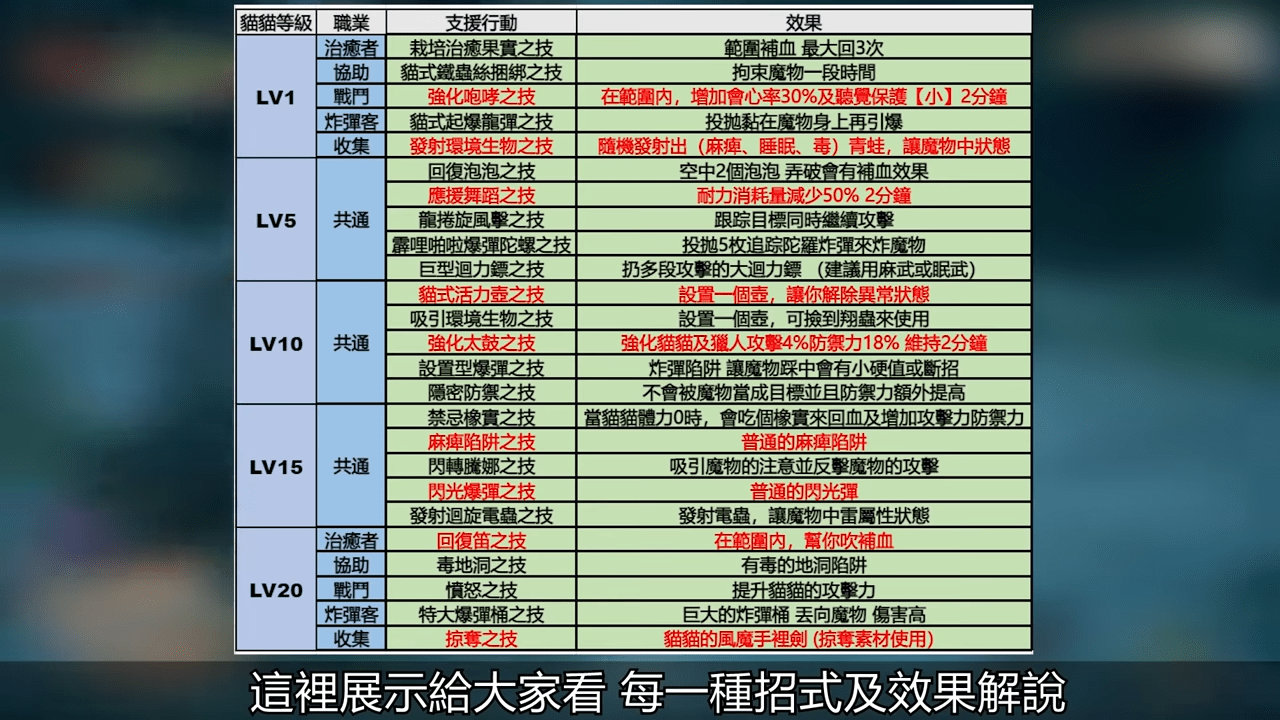 貓貓等級 職業 支援行動 效果
LV1 治癒者 栽培治癒果實之技 範圍補血 最大回3次
協助 貓式鐵蟲絲捆綁之技 拘束魔物一段時間
戰鬥 強化咆哮之技 在範圍內，增加會心率30%及聽覺保護【小】2分鐘
炸彈客 貓式起爆龍彈之技 投拋黏在魔物身上再引爆
收集 發射環境生物之技 隨機發射出（麻痺、睡眠、毒）青蛙，讓魔物中狀態
LV5 共通 回復泡泡之技 空中2個泡泡 弄破會有補血效果
應援舞蹈之技 耐力消耗量減少50% 2分鐘
龍捲旋風擊之技 跟踪目標同時繼續攻擊
霹哩啪啦爆彈陀螺之技 投拋5枚追踪陀羅炸彈來炸魔物
巨型迴力鏢之技 扔多段攻擊的大迴力鏢 （建議用麻武或眠武）
LV10 共通 貓式活力壺之技 設置一個壺，讓你解除異常狀態
吸引環境生物之技 設置一個壺，可撿到翔蟲來使用
強化太鼓之技 強化貓貓及獵人攻擊4%防禦力18% 維持2分鐘
設置型爆彈之技 炸彈陷阱 讓魔物踩中會有小硬值或斷招
隱密防禦之技 不會被魔物當成目標並且防禦力額外提高
LV15 共通 禁忌橡實之技 當貓貓體力0時，會吃個橡實來回血及增加攻擊力防禦力
麻痺陷阱之技 普通的麻痺陷阱
閃轉騰娜之技 吸引魔物的注意並反擊魔物的攻擊
閃光爆彈之技 普通的閃光彈
發射迴旋電蟲之技 發射電蟲，讓魔物中雷屬性狀態
LV20 治癒者 回復笛之技 在範圍內，幫你吹補血
協助 毒地洞之技 有毒的地洞陷阱
戰鬥 憤怒之技 提升貓貓的攻擊力
炸彈客 特大爆彈桶之技 巨大的炸彈桶 丟向魔物 傷害高
收集 掠奪之技 貓貓的風魔手裡劍 (掠奪素材使用)
這裡展示給大家看 每一種招式及效果解說